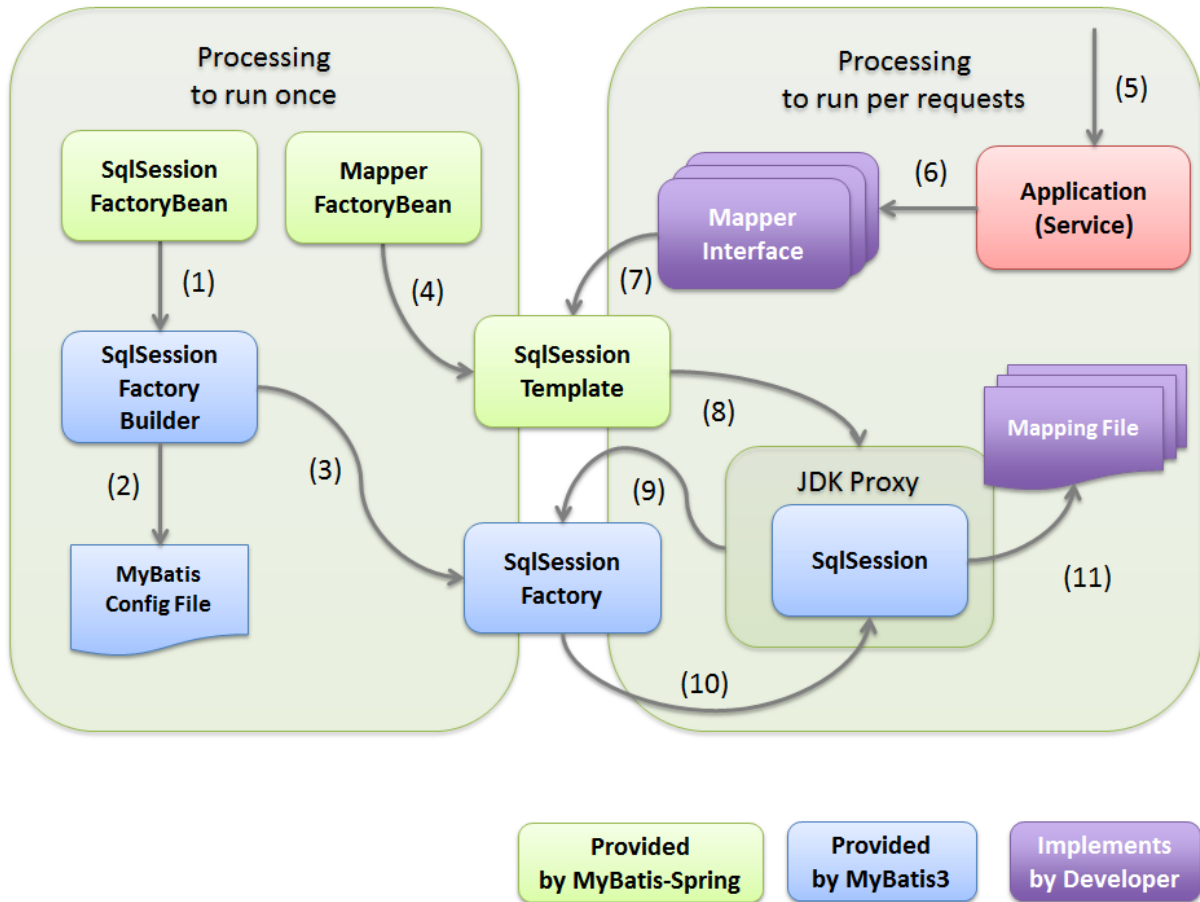 Processing
to run once
SqlSession
FactoryBean
Mapper
FactoryBean
(1)
(4)
SqlSession
Factory
Builder
(2)
(3)
MyBatis
Config File
Processing
to run per requests
(5)
Application
(Service)
(6)
Mapper
Interface
(7)
SqlSession
Template
(8)
Mapping File
JDK Proxy
(9)
SqlSession
SqlSession
Factory
(10)
(11)
Provided
by MyBatis-Spring
Provided
by MyBatis3
Implements
by Developer